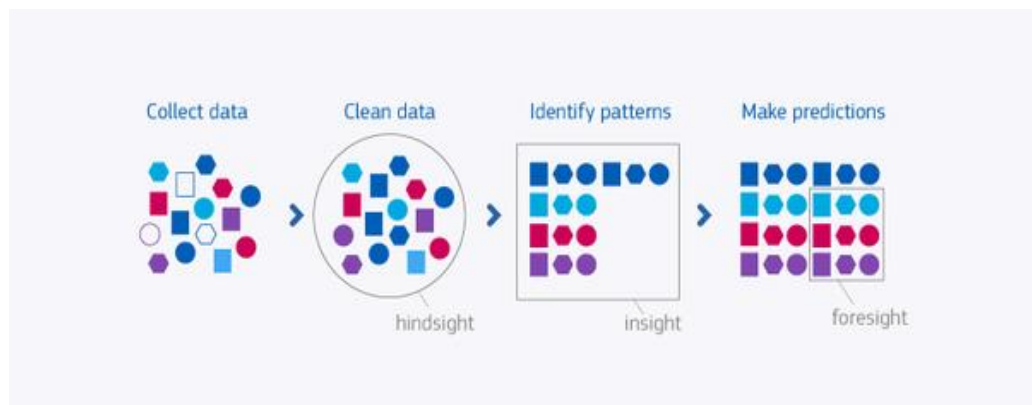 Collect data
Clean data
Identify patterns
Make predictions
hindsight
insight
foresight